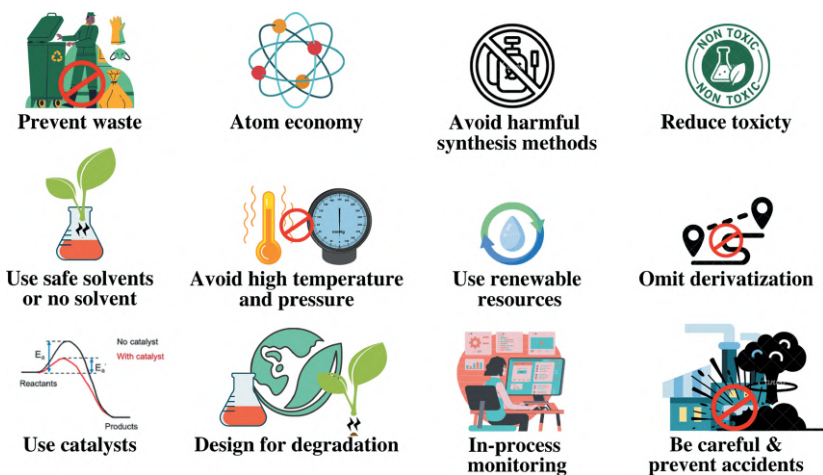 NON TOXIC
NON TOXIC
Prevent waste
Atom economy
Avoid harmful
synthesis methods
Reduce toxicty
Use safe solvents
or no solvent
Avoid high temperature
and pressure
Use renewable
resources
Omit derivatization
No catalyst
With catalyst
Ea
Ea
Reactants
Products
Use catalysts
Design for degradation
In-process
monitoring
Be careful &
prevent accidents